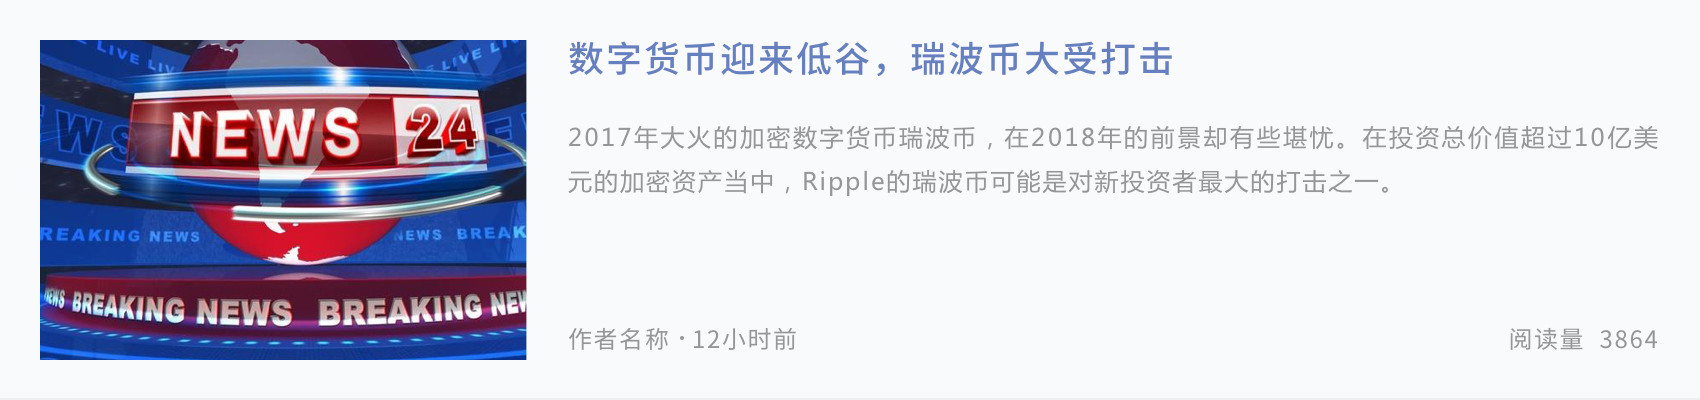 LIVE LIVE LIV
NEWS 24
WS
BREAKING NEWS NEWS BREAK
NEWS BREAKING NEWS BREAKING NEW
数字货币迎来低谷，瑞波币大受打击
2017年大火的加密数字货币瑞波币，在2018年的前景却有些堪忧。在投资总价值超过10亿美
元的加密资产当中，Ripple的瑞波币可能是对新投资者最大的打击之一。
作者名称·12小时前
阅读量 3864